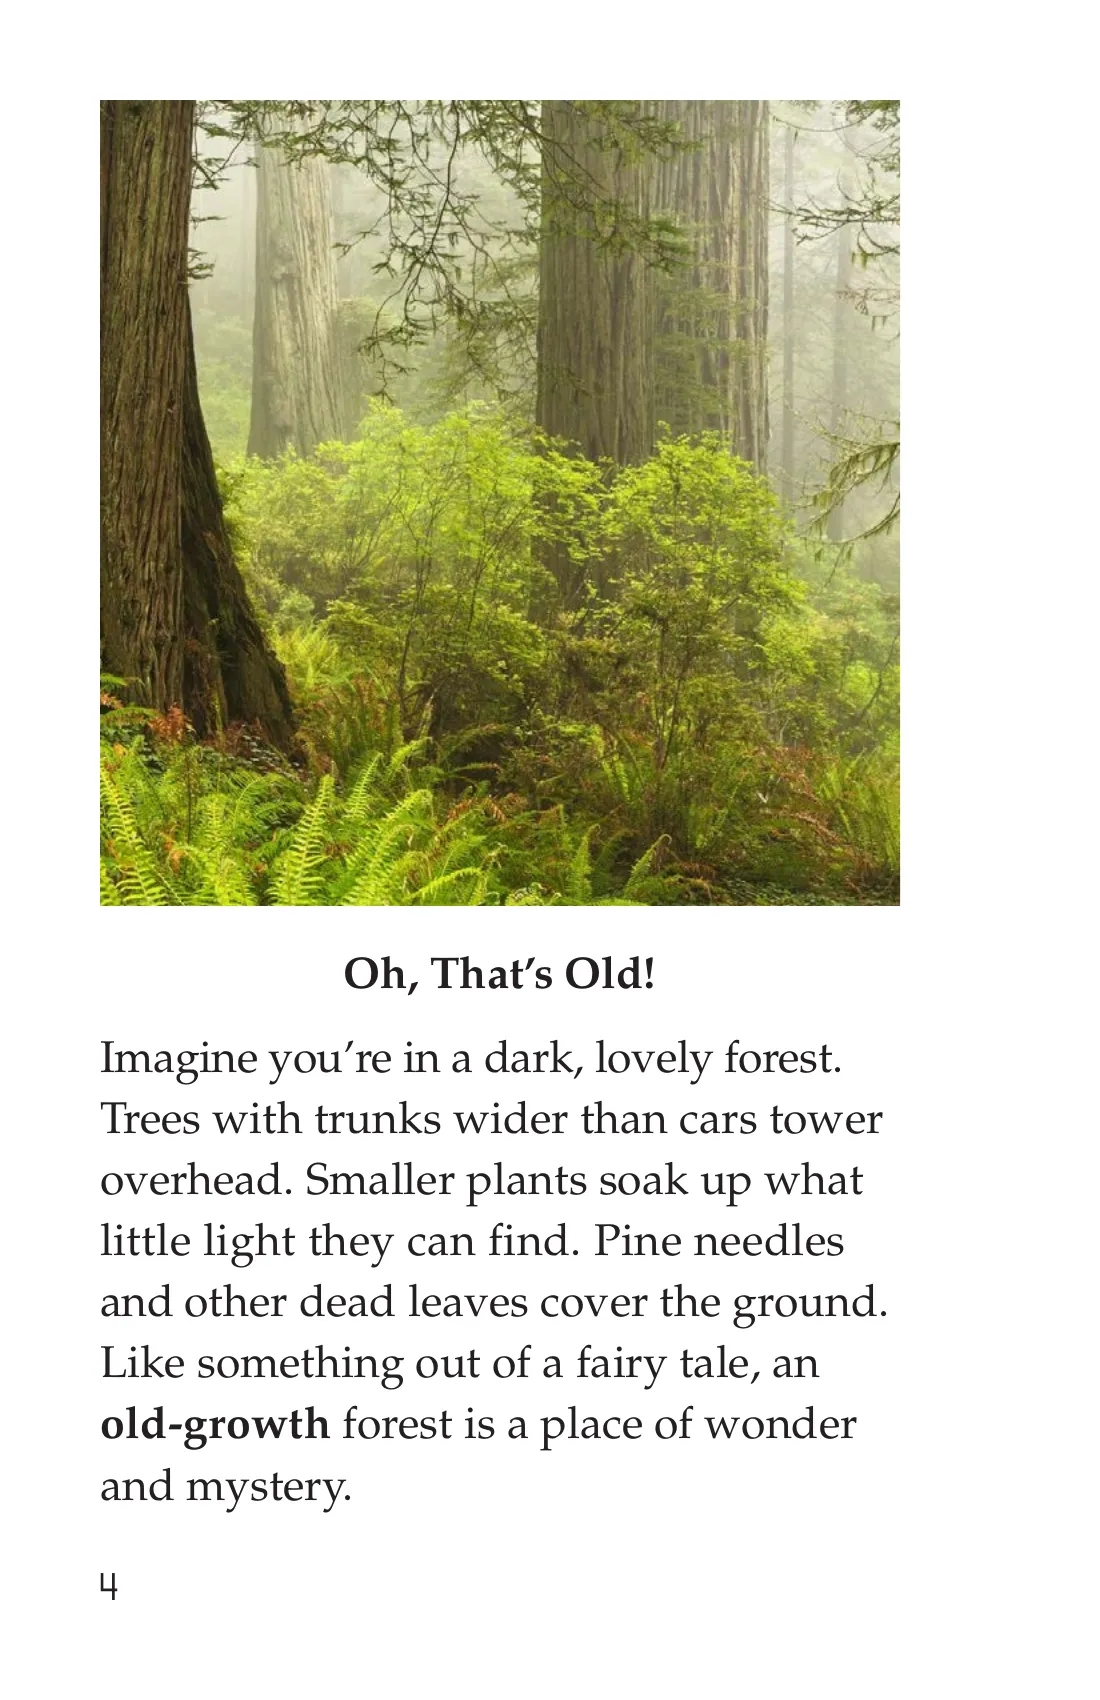 Oh, That’s Old!
Imagine you’re in a dark, lovely forest.
Trees with trunks wider than cars tower
overhead. Smaller plants soak up what
little light they can find. Pine needles
and other dead leaves cover the ground.
Like something out of a fairy tale, an
old-growth forest is a place of wonder
and mystery.
4